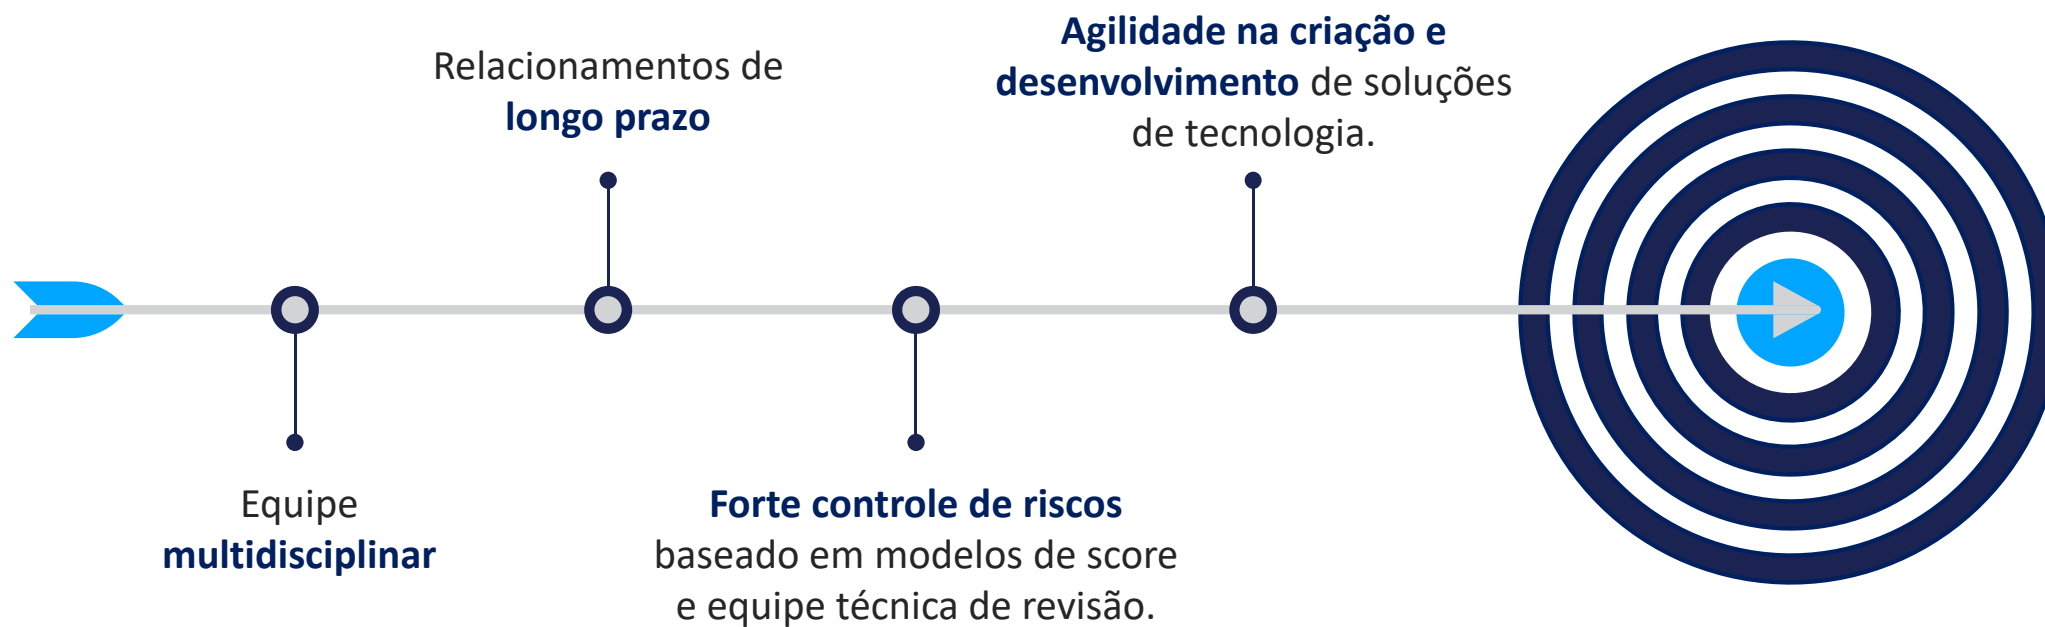 Equipe
multidisciplinar
Relacionamentos de
longo prazo
Forte controle de riscos
baseado em modelos de score
e equipe técnica de revisão.
Agilidade na criação e
desenvolvimento de soluções
de tecnologia.